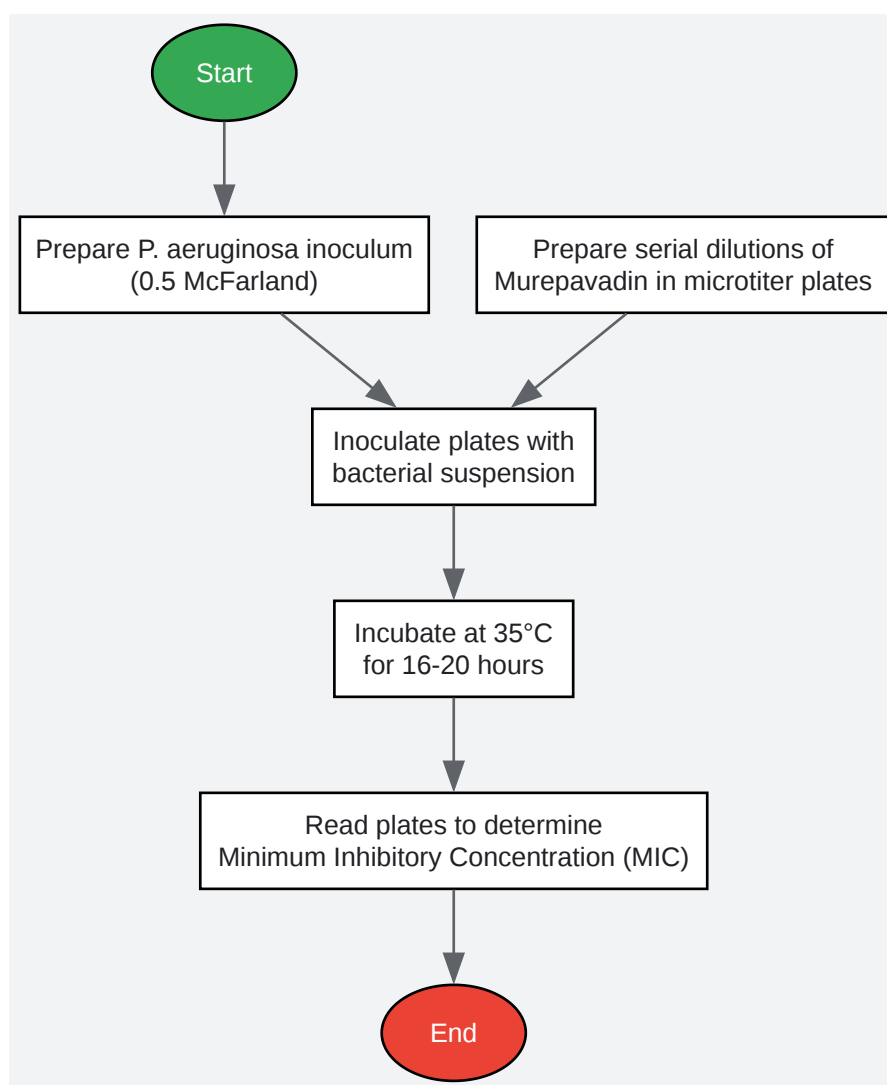 Start
Prepare P. aeruginosa inoculum
(0.5 McFarland)
Prepare serial dilutions of
Murepavadin in microtiter plates
Inoculate plates with
bacterial suspension
Incubate at 35°C
for 16-20 hours
Read plates to determine
Minimum Inhibitory Concentration (MIC)
End